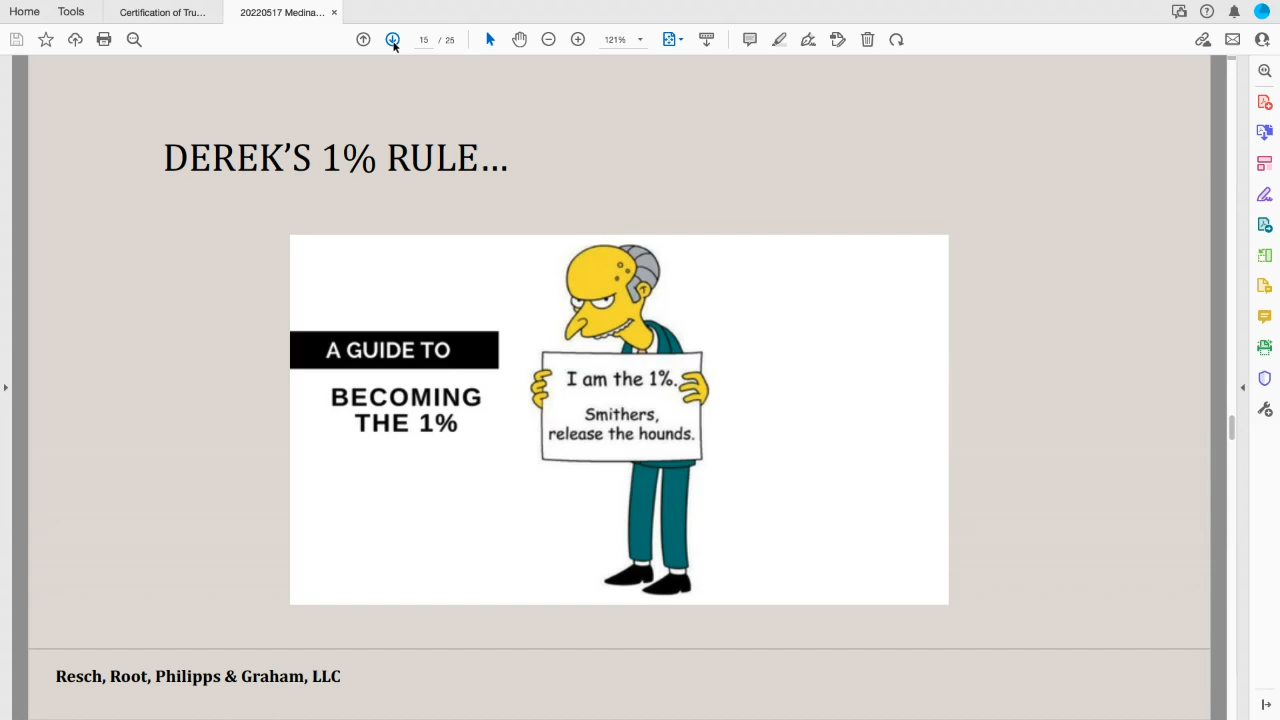 Home
Tools
Certification of Tru...
20220517 Medina... ×
15 / 25
121%
DEREK’S 1% RULE…
A GUIDE TO
BECOMING
THE 1%
I am the 1%.
Smithers,
release the hounds.
Resch, Root, Philipps & Graham, LLC